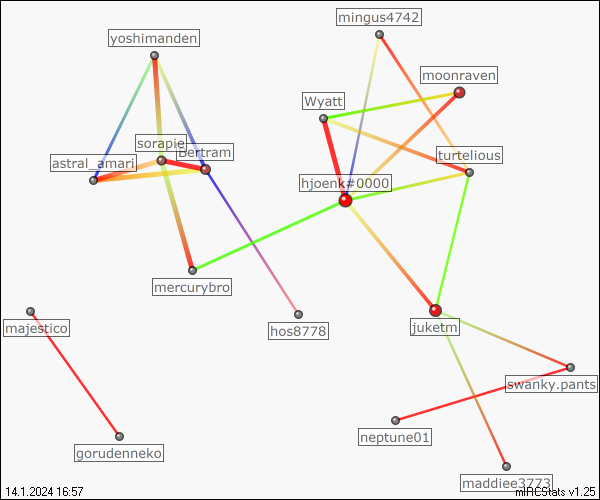 mingus4742
yoshimanden
moonraven
Wyatt
sorapie
Bertram
turtelious
astral_amari
hjoenk#0000
mercurybro
majestico
hos8778
juketm
swanky.pants
neptune01
gorudenneko
maddiee3773
14.1.2024 16:57
mIRCStats v1.25